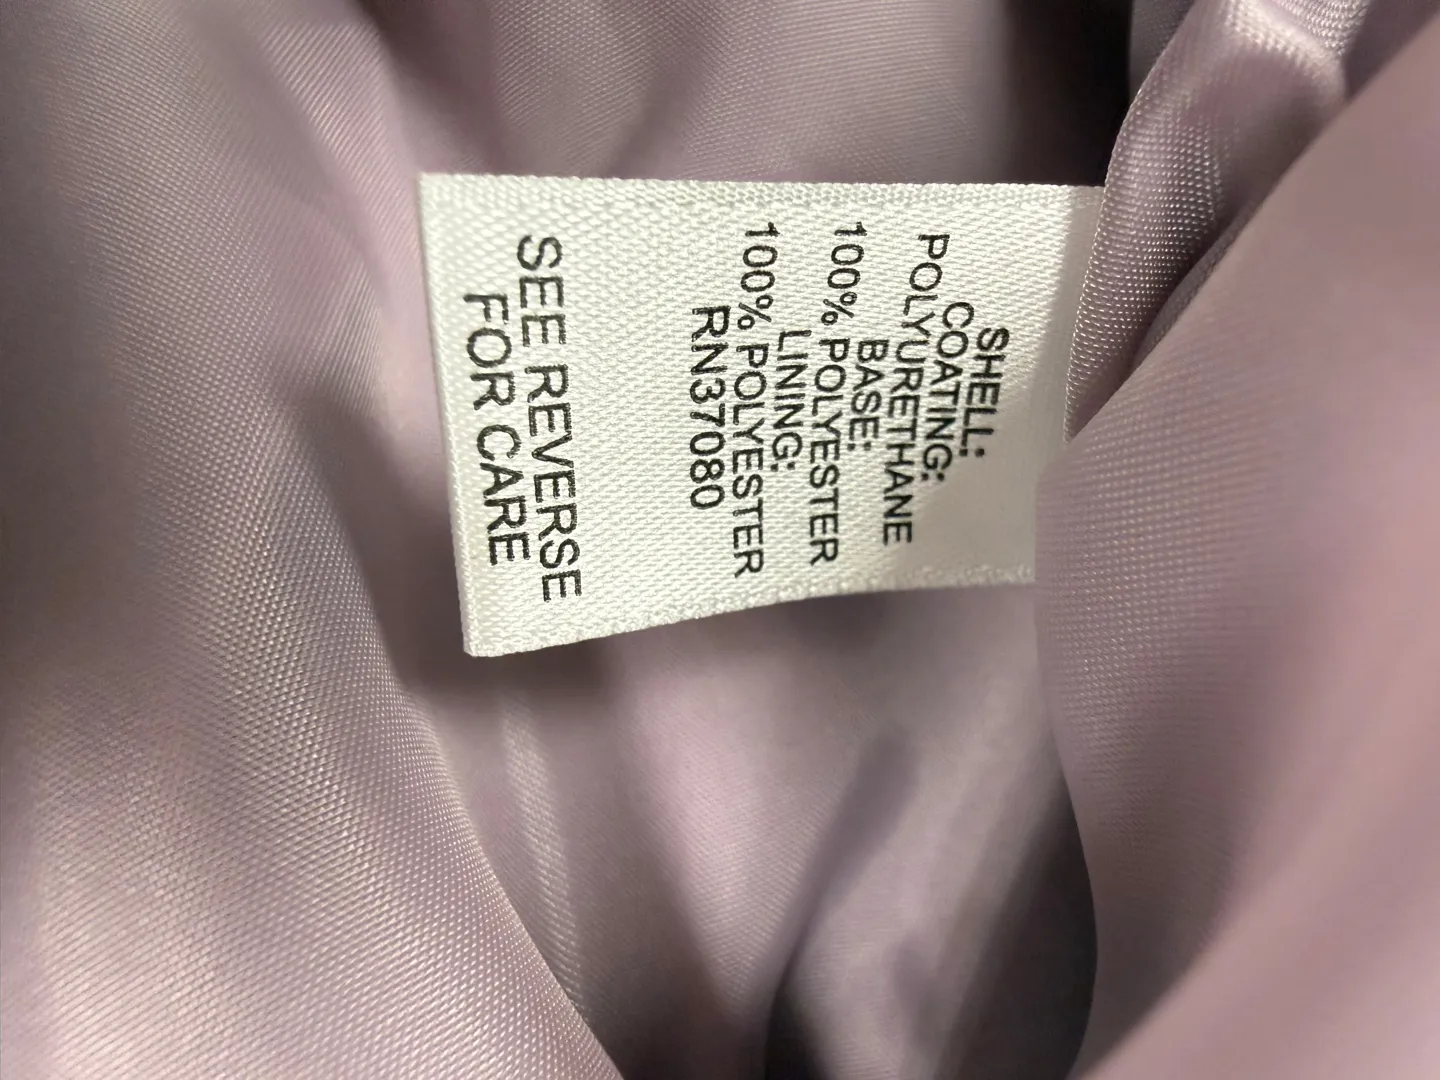 SHELL:
COATING:
POLYURETHANE
BASE:
100% POLYESTER
LINING:
100% POLYESTER
RN37080
SEE REVERSE
FOR CARE